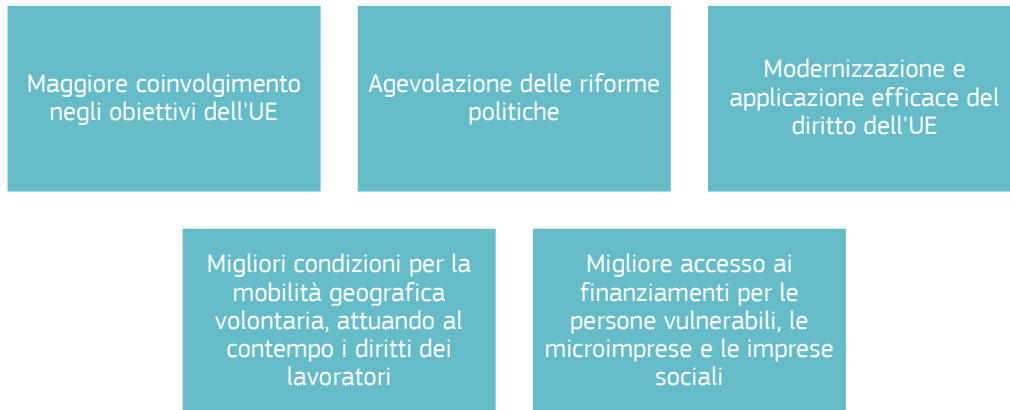 Maggiore coinvolgimento
negli obiettivi dell'UE
Agevolazione delle riforme
politiche
Modernizzazione e
applicazione efficace del
diritto dell'UE
Migliori condizioni per la
mobilità geografica
volontaria, attuando al
contempo i diritti dei
lavoratori
Migliore accesso ai
finanziamenti per le
persone vulnerabili, le
microimprese e le imprese
sociali